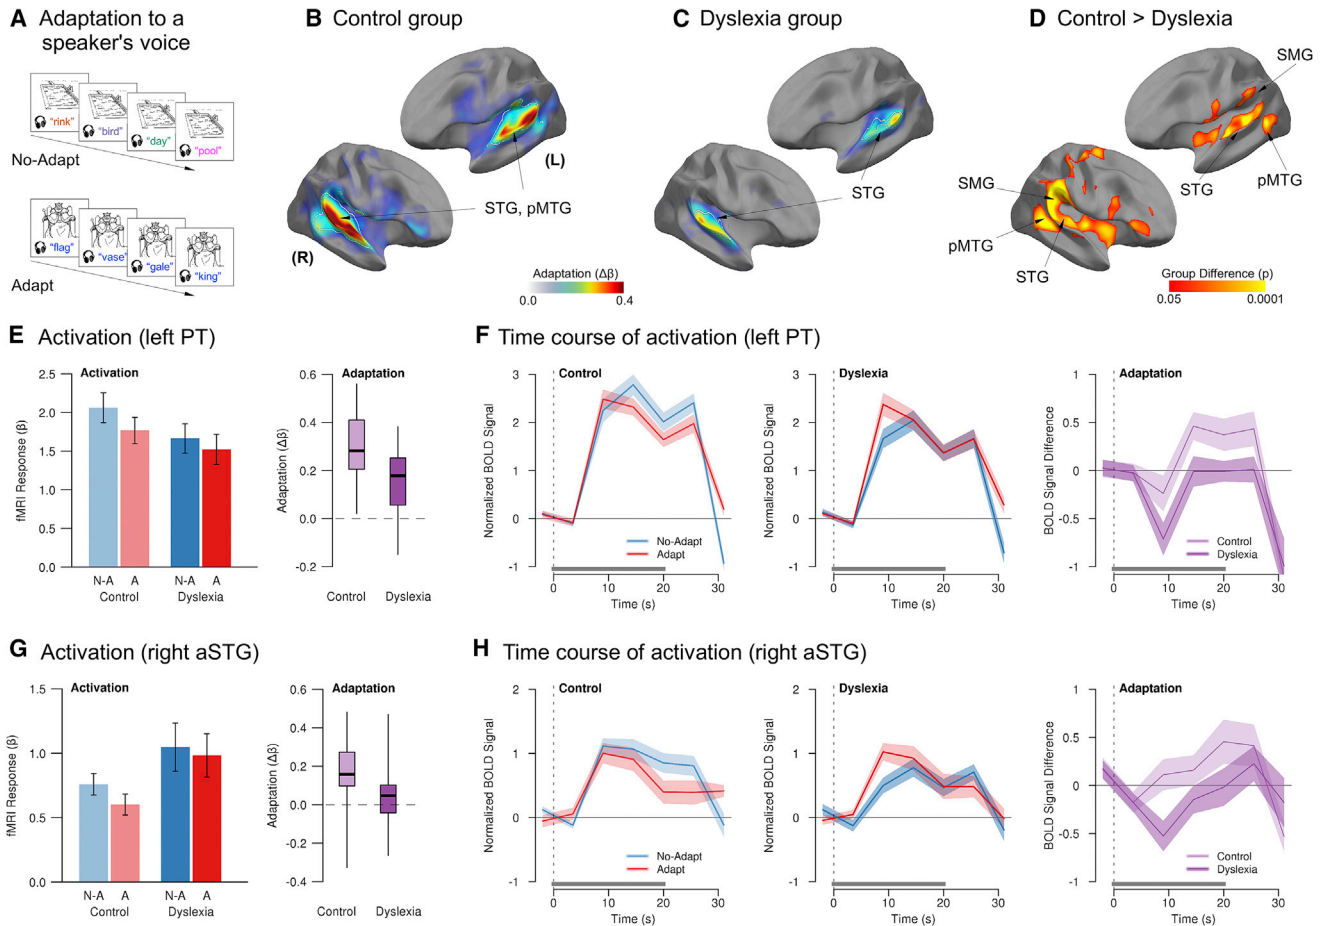 A Adaptation to a
speaker's voice
"rink"
"bird"
"day"
"pool"
No-Adapt
"flag"
"vase"
"gale"
"king"
Adapt
B Control group
(L)
STG, pMTG
(R)
Adaptation (Δβ)
0.0 0.4
C Dyslexia group
STG
D Control > Dyslexia
SMG
SMG
STG
pMTG
pMTG
STG
Group Difference (p)
0.05 0.0001
E Activation (left PT)
Activation
fMRI Response (β)
2.5
2.0
1.5
1.0
0.5
0.0
N-A A N-A A
Control Dyslexia
Adaptation
Adaptation (Δβ)
0.6
0.4
0.2
0.0
-0.2
Control Dyslexia
F Time course of activation (left PT)
Control
Normalized BOLD Signal
3
2
1
0
-1
No-Adapt
Adapt
0 10 20 30
Time (s)
Dyslexia
Normalized BOLD Signal
3
2
1
0
-1
0 10 20 30
Time (s)
Adaptation
BOLD Signal Difference
1
0.5
0
-0.5
-1
Control
Dyslexia
0 10 20 30
Time (s)
G Activation (right aSTG)
Activation
fMRI Response (β)
1.5
1.0
0.5
0.0
N-A A N-A A
Control Dyslexia
Adaptation
Adaptation (Δβ)
0.6
0.4
0.2
0.0
-0.2
-0.4
Control Dyslexia
H Time course of activation (right aSTG)
Control
Normalized BOLD Signal
2
1
0
-1
No-Adapt
Adapt
0 10 20 30
Time (s)
Dyslexia
Normalized BOLD Signal
2
1
0
-1
0 10 20 30
Time (s)
Adaptation
BOLD Signal Difference
1
0.5
0
-0.5
-1
Control
Dyslexia
0 10 20 30
Time (s)